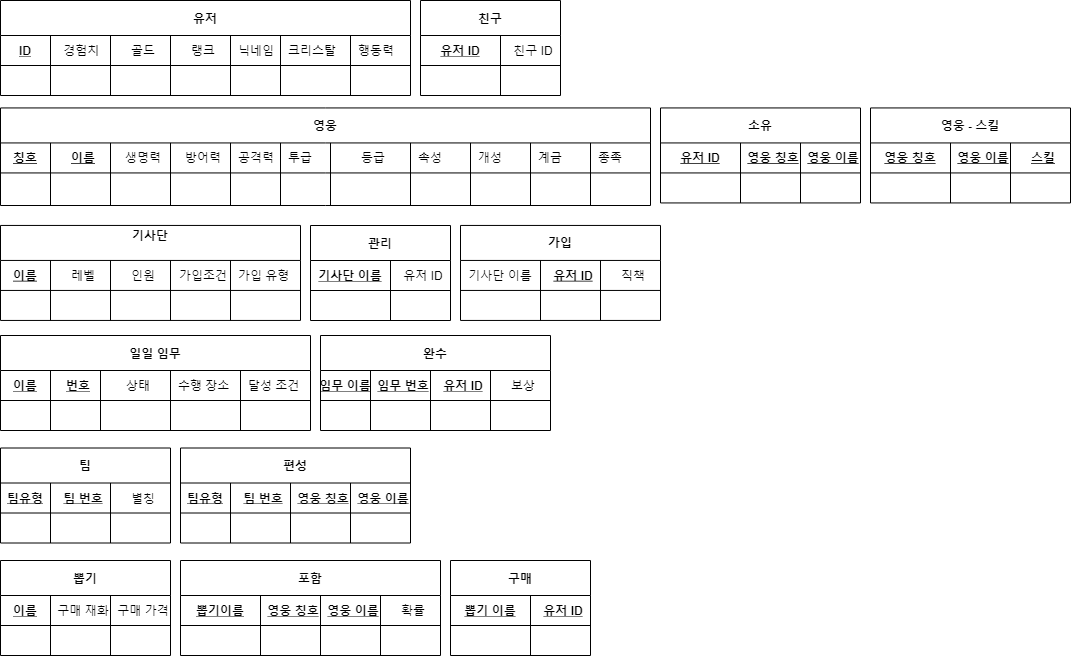 유저 친구
ID 경험치 골드 랭크 닉네임 크리스탈 행동력 유저 ID 친구 ID
영웅 소유 영웅 - 스킬
칭호 이름 생명력 방어력 공격력 투급 등급 속성 개성 계금 종족 유저 ID 영웅 칭호 영웅 이름 영웅 칭호 영웅 이름 스킬
기사단 관리 가입
이름 레벨 인원 가입조건 가입 유형 기사단 이름 유저 ID 기사단 이름 유저 ID 직책
일일 임무 완수
이름 번호 상태 수행 장소 달성 조건 임무 이름 임무 번호 유저 ID 보상
팀 편성
팀유형 팀 번호 별칭 팀유형 팀 번호 영웅 칭호 영웅 이름
뽑기 포함 구매
이름 구매 재화 구매 가격 뽑기이름 영웅 칭호 영웅 이름 확률 뽑기 이름 유저 ID